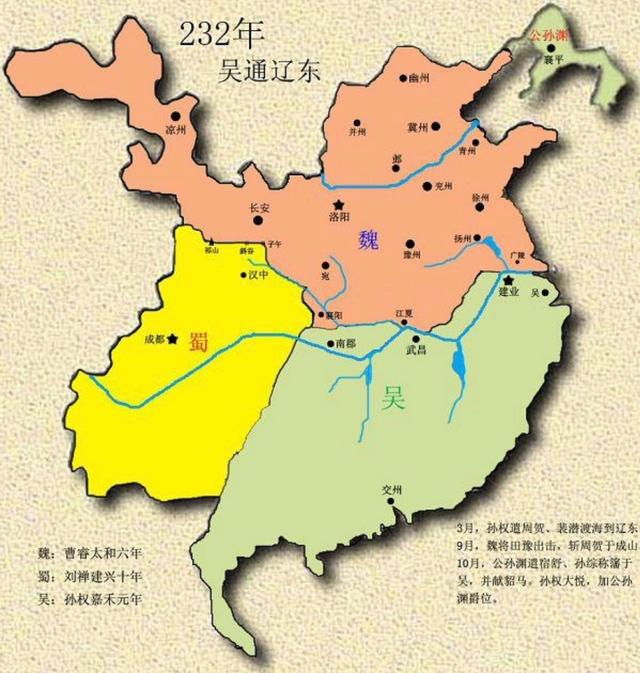 232年
吴通辽东
公孙渊
襄平
幽州
凉州
并州
冀州
青州
邺
兖州
长安
洛阳
徐州
魏
豫州
扬州
广陵
祁山
斜谷
子午
汉中
宛
建业
吴
襄阳
江夏
成都
蜀
南郡
武昌
吴
交州
3月，孙权遣周贺、裴潜渡海到辽东
9月，魏将田豫出击，斩周贺于成山
10月，公孙渊遣宿舒、孙综称藩于
吴，并献貂马。孙权大悦，加公孙
渊爵位。
魏：曹睿太和六年
蜀：刘禅建兴十年
吴：孙权嘉禾元年